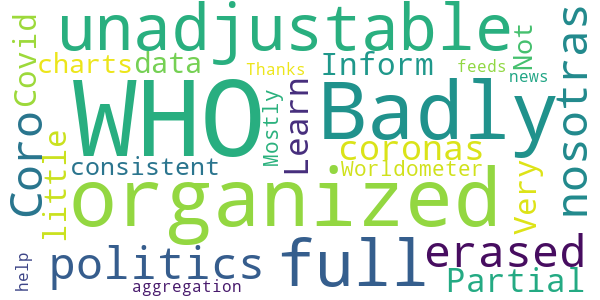 unadjustable
Covid
charts
data
Thanks
Inform
feeds
news
Not
nosotras
WHO
Badly
Coro
Mostly
Learn
coronas
Worldometer
little
consistent
organized
Very
politics
full
erased
Partial
help
aggregation